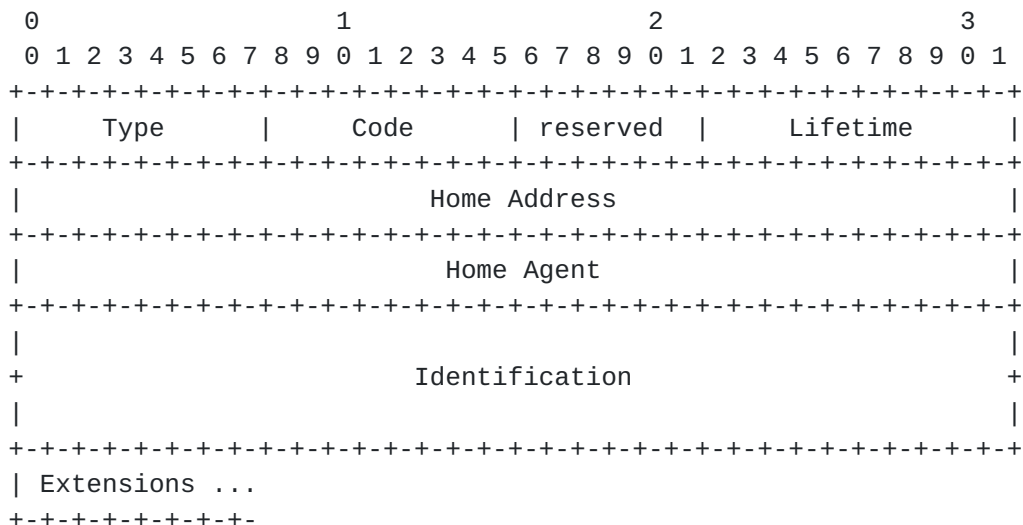 0                   1                   2                   3
 0 1 2 3 4 5 6 7 8 9 0 1 2 3 4 5 6 7 8 9 0 1 2 3 4 5 6 7 8 9 0 1
+-+-+-+-+-+-+-+-+-+-+-+-+-+-+-+-+-+-+-+-+-+-+-+-+-+-+-+-+-+-+-+-+
|     Type      |     Code      | reserved  |     Lifetime      |
+-+-+-+-+-+-+-+-+-+-+-+-+-+-+-+-+-+-+-+-+-+-+-+-+-+-+-+-+-+-+-+-+
|                          Home Address                         |
+-+-+-+-+-+-+-+-+-+-+-+-+-+-+-+-+-+-+-+-+-+-+-+-+-+-+-+-+-+-+-+-+
|                           Home Agent                          |
+-+-+-+-+-+-+-+-+-+-+-+-+-+-+-+-+-+-+-+-+-+-+-+-+-+-+-+-+-+-+-+-+
|                                                               |
+                         Identification                        +
|                                                               |
+-+-+-+-+-+-+-+-+-+-+-+-+-+-+-+-+-+-+-+-+-+-+-+-+-+-+-+-+-+-+-+-+
| Extensions ...
+-+-+-+-+-+-+-+-